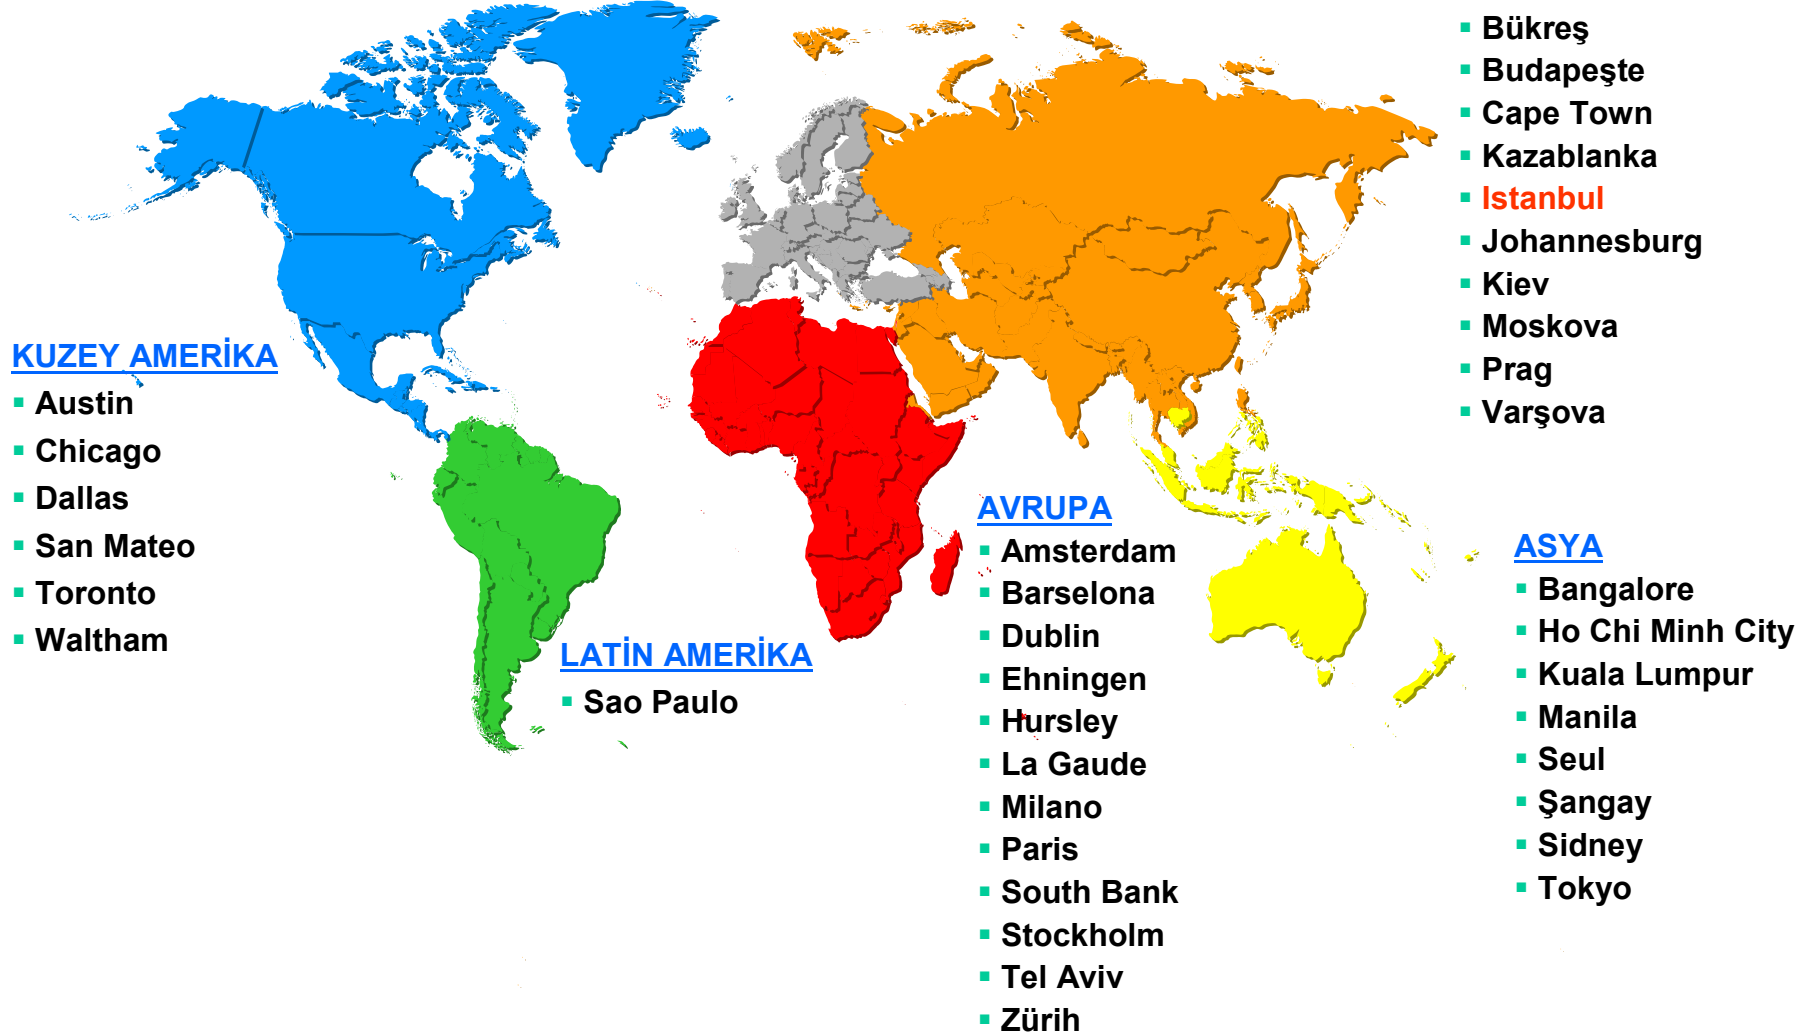 KUZEY AMERİKA
Austin
Chicago
Dallas
San Mateo
Toronto
Waltham
LATİN AMERİKA
Sao Paulo
AVRUPA
Amsterdam
Barselona
Dublin
Ehningen
Hursley
La Gaude
Milano
Paris
South Bank
Stockholm
Tel Aviv
Zürih
Bükreş
Budapeşte
Cape Town
Kazablanka
Istanbul
Johannesburg
Kiev
Moskova
Prag
Varşova
ASYA
Bangalore
Ho Chi Minh City
Kuala Lumpur
Manila
Seul
Şangay
Sidney
Tokyo